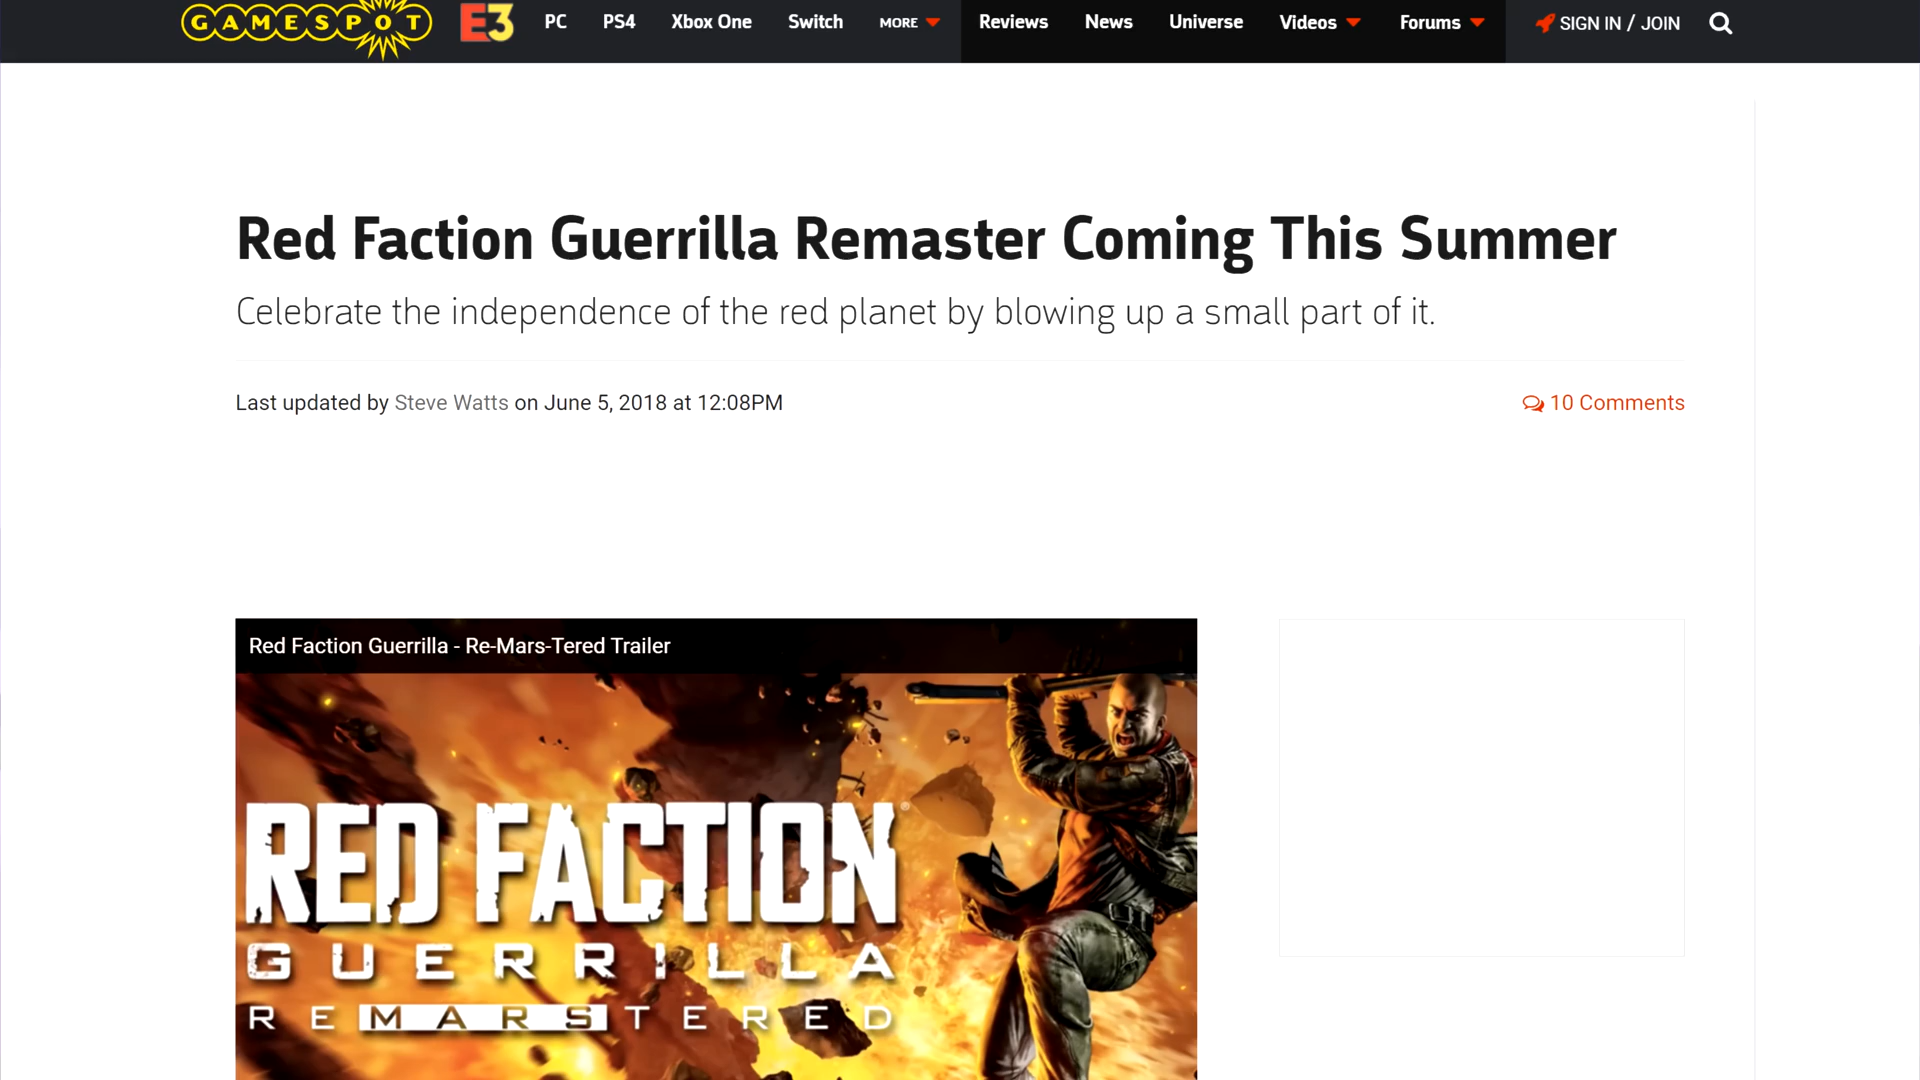 GAMESPOT E3 PC PS4 Xbox One Switch MORE Reviews News Universe Videos Forums SIGN IN / JOIN
Red Faction Guerrilla Remaster Coming This Summer
Celebrate the independence of the red planet by blowing up a small part of it.
Last updated by Steve Watts on June 5, 2018 at 12:08PM 10 Comments
Red Faction Guerrilla - Re-Mars-Tered Trailer
RED FACTION®
GUERRILLA
REMARSTERED